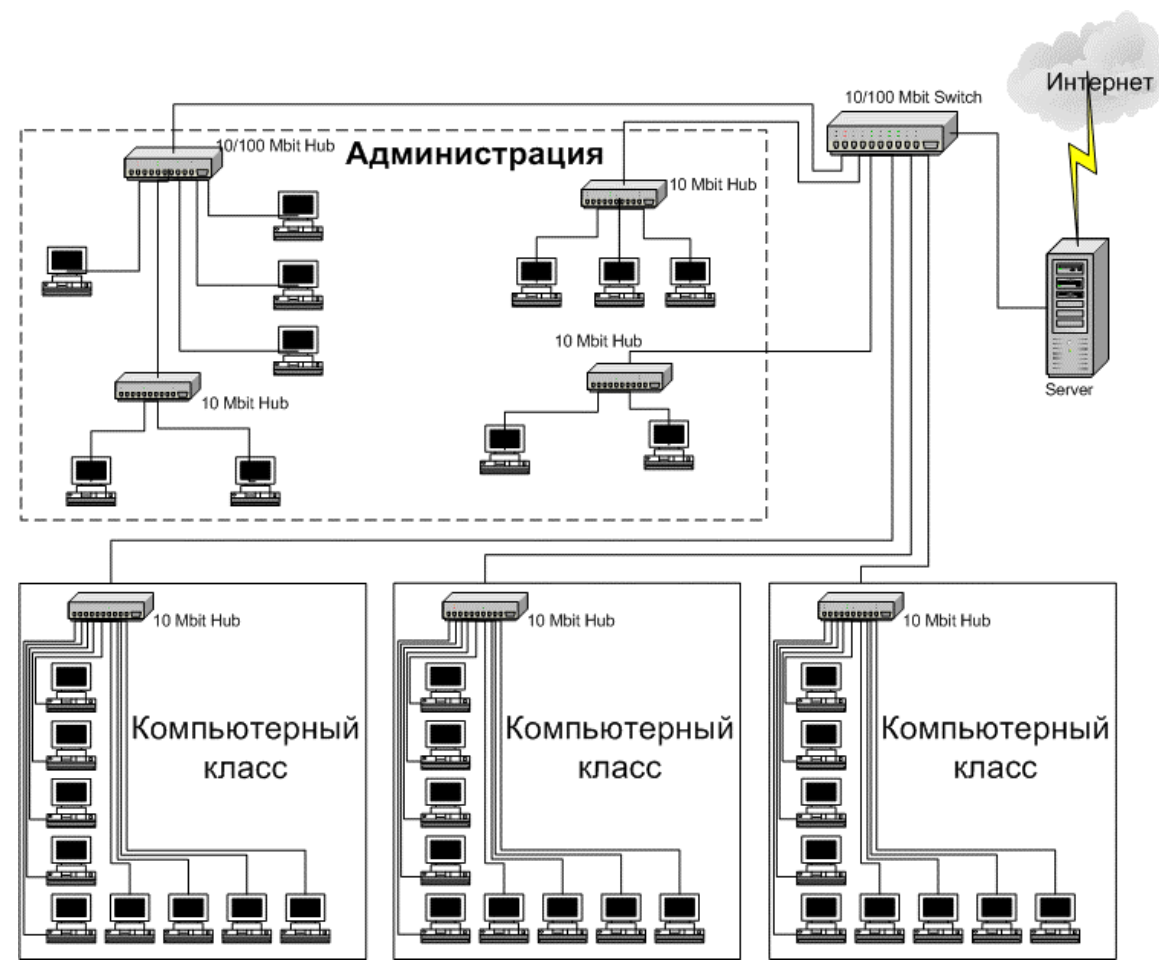 Интернет
10/100 Mbit Switch
10/100 Mbit Hub
Администрация
10 Mbit Hub
10 Mbit Hub
10 Mbit Hub
Server
10 Mbit Hub
Компьютерный
класс
10 Mbit Hub
Компьютерный
класс
10 Mbit Hub
Компьютерный
класс